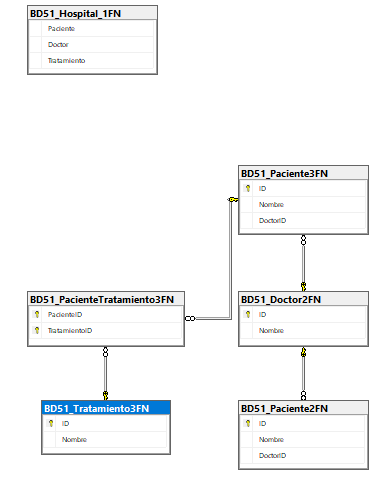 BD51_Hospital_1FN
Paciente
Doctor
Tratamiento
BD51_Paciente3FN
ID
Nombre
DoctorID
BD51_PacienteTratamiento3FN
PacienteID
TratamientoID
BD51_Doctor2FN
ID
Nombre
BD51_Tratamiento3FN
ID
Nombre
BD51_Paciente2FN
ID
Nombre
DoctorID